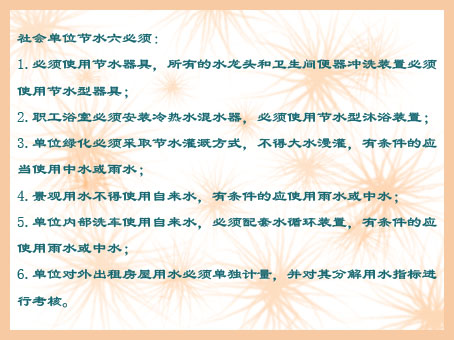 社会单位节水六必须：
1.必须使用节水器具，所有的水龙头和卫生间便器冲洗装置必须
使用节水型器具；
2.职工浴室必须安装冷热水混水器，必须使用节水型沐浴装置；
3.单位绿化必须采取节水灌溉方式，不得大水漫灌，有条件的应
当使用中水或雨水；
4.景观用水不得使用自来水，有条件的应使用雨水或中水；
5.单位内部洗车使用自来水，必须配套水循环装置，有条件的应
使用雨水或中水；
6.单位对外出租房屋用水必须单独计量，并对其分解用水指标进
行考核。